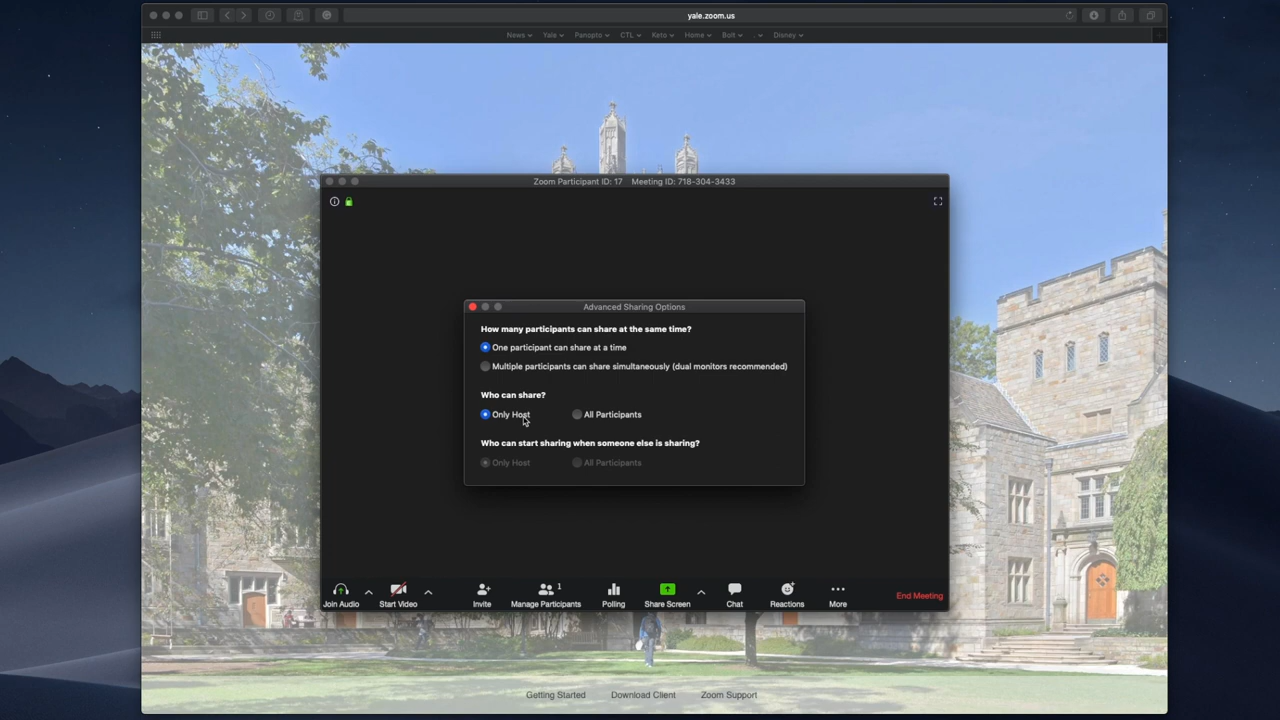 yale.zoom.us
News Yale Panopto CTL Keto Home Bolt . Disney
Zoom Participant ID: 17 Meeting ID: 718-304-3433
Advanced Sharing Options
How many participants can share at the same time?
One participant can share at a time
Multiple participants can share simultaneously (dual monitors recommended)
Who can share?
Only Host All Participants
Who can start sharing when someone else is sharing?
Only Host All Participants
1
Join Audio Start Video Invite Manage Participants Polling Share Screen Chat Reactions More End Meeting
Getting Started Download Client Zoom Support